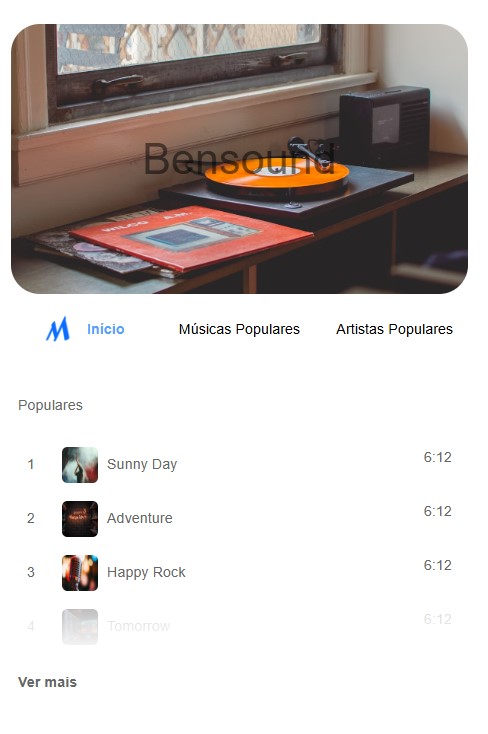 Bensound
WILCO A.M.
Início Músicas Populares Artistas Populares
Populares
1 Sunny Day 6:12
2 Adventure 6:12
3 Happy Rock 6:12
4 Tomorrow 6:12
Ver mais